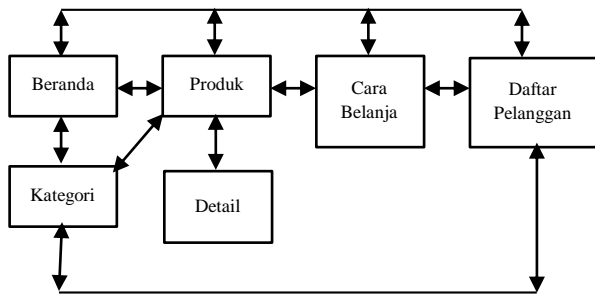 Beranda
Produk
Cara
Belanja
Daftar
Pelanggan
Kategori
Detail